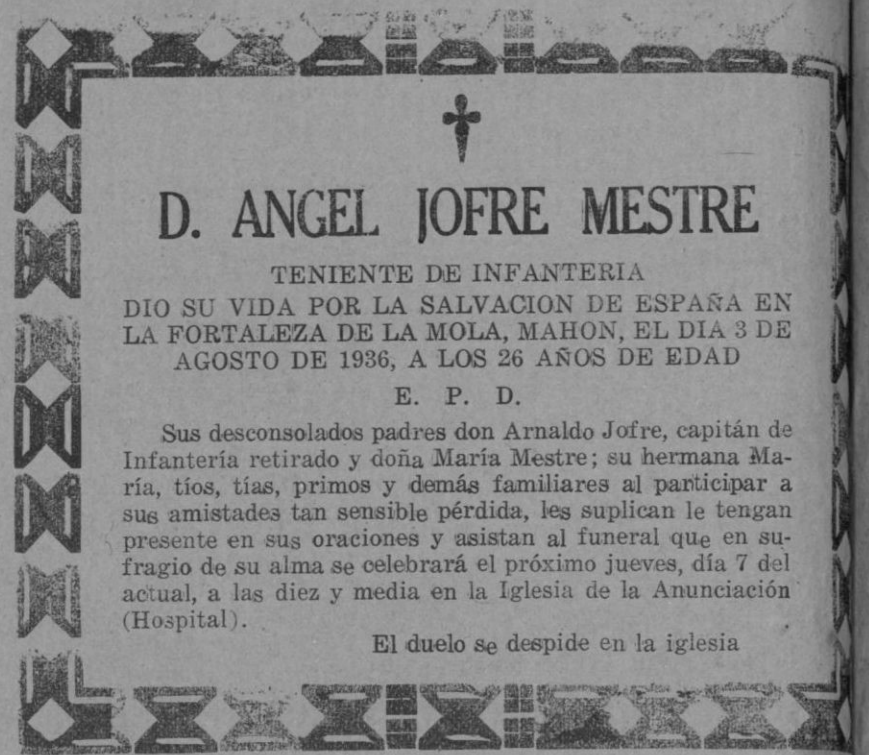 D. ANGEL JOFRE MESTRE
TENIENTE DE INFANTERIA
DIO SU VIDA POR LA SALVACION DE ESPAÑA EN
LA FORTALEZA DE LA MOLA, MAHON, EL DIA 3 DE
AGOSTO DE 1936, A LOS 26 AÑOS DE EDAD
E. P. D.
Sus desconsolados padres don Arnaldo Jofre, capitán de
Infantería retirado y doña María Mestre; su hermana Ma-
ría, tíos, tías, primos y demás familiares al participar a
sus amistades tan sensible pérdida, les suplican le tengan
presente en sus oraciones y asistan al funeral que en su-
fragio de su alma se celebrará el próximo jueves, día 7 del
actual, a las diez y media en la Iglesia de la Anunciación
(Hospital).
El duelo se despide en la iglesia